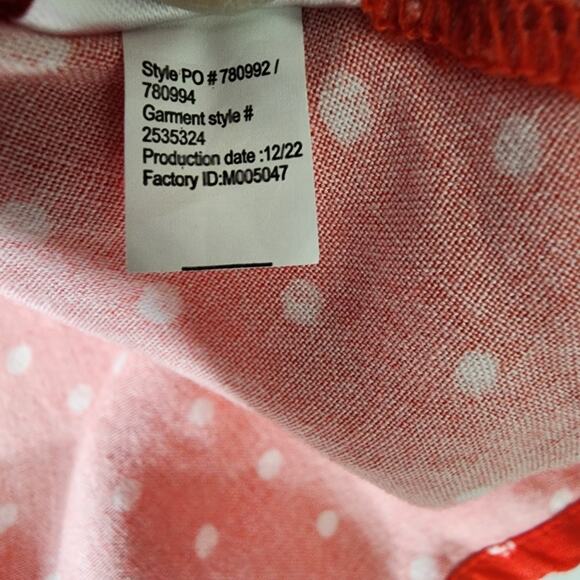 Style PO # 780992 /
780994
Garment style #
2535324
Production date :12/22
Factory ID:M005047